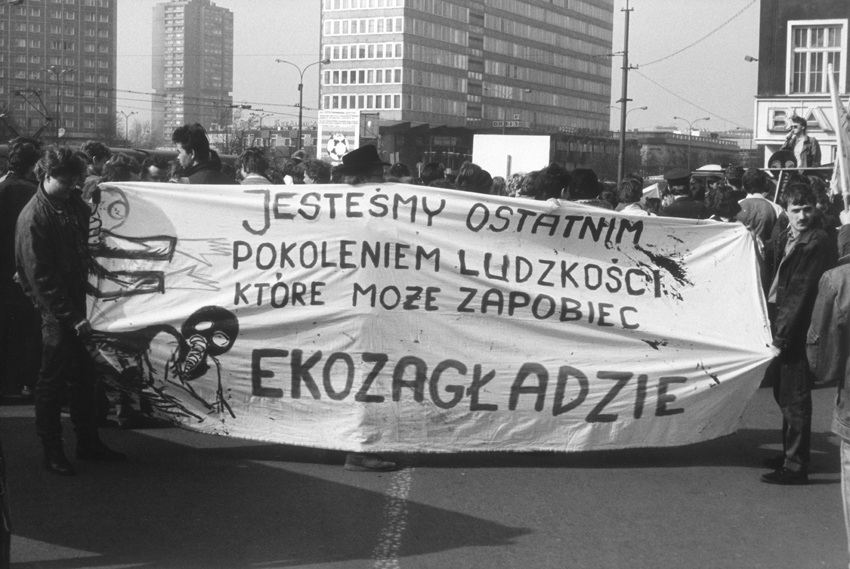 JESTEŚMY OSTATNIM
POKOLENIEM LUDZKOŚCI
KTÓRE MOŻE ZAPOBIEC
EKOZAGŁADZIE